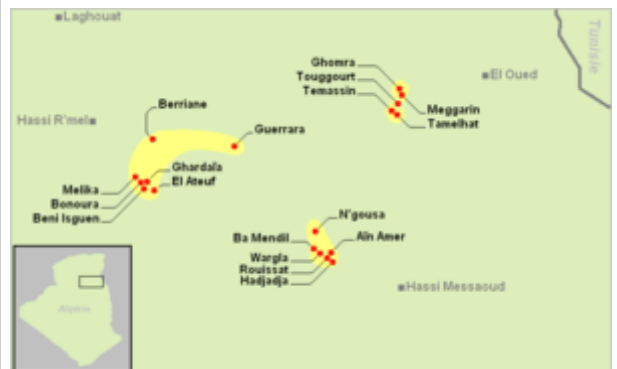 Laghouat
Tunisie
Ghomra
Touggourt
Temassin
El Oued
Meggarin
Tamelhat
Berriane
Hassi R'mel
Guerrara
Ghardaïa
El Ateuf
Melika
Bonoura
Beni Isguen
N'gousa
Ba Mendil
Aïn Amer
Wargla
Rouissat
Hadjadja
Hassi Messaoud
Algérie